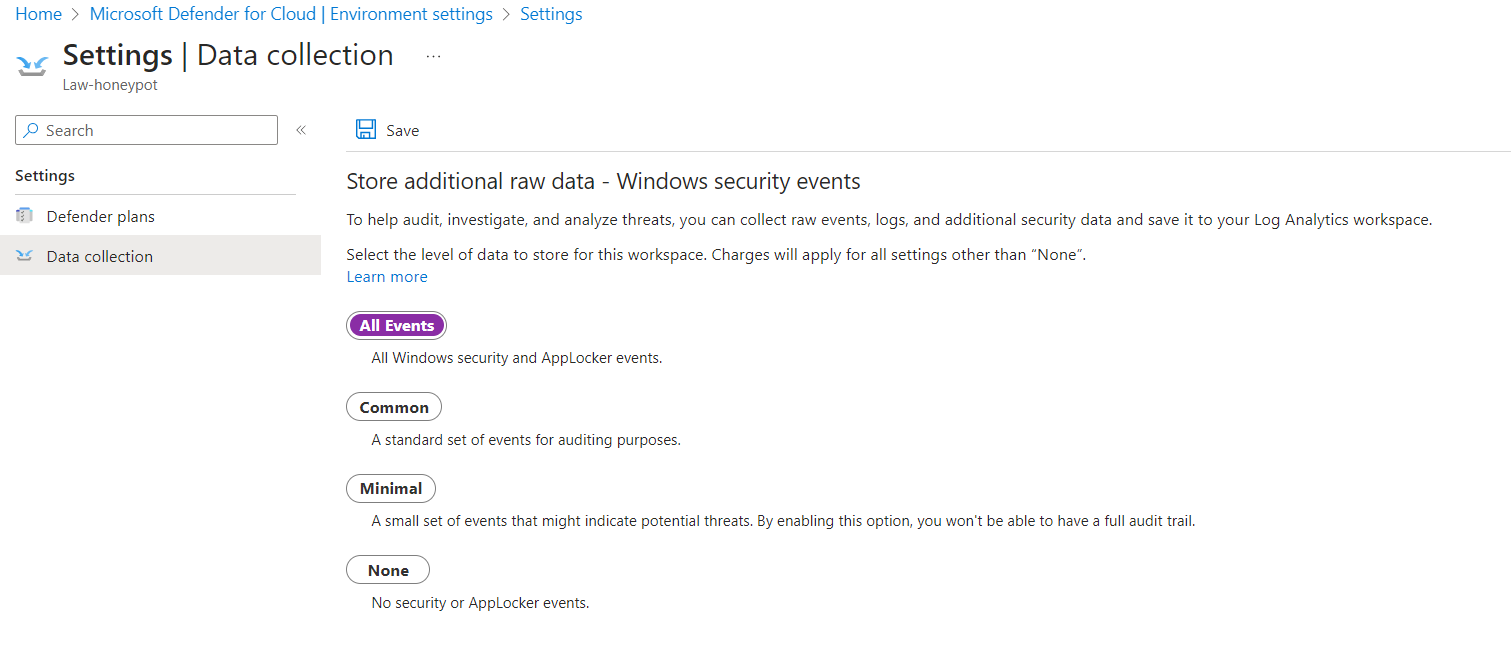 Home > Microsoft Defender for Cloud | Environment settings > Settings
Settings | Data collection ...
Law-honeypot
Search «
Save
Settings
Defender plans
Data collection
Store additional raw data - Windows security events
To help audit, investigate, and analyze threats, you can collect raw events, logs, and additional security data and save it to your Log Analytics workspace.
Select the level of data to store for this workspace. Charges will apply for all settings other than “None”.
Learn more
All Events
All Windows security and AppLocker events.
Common
A standard set of events for auditing purposes.
Minimal
A small set of events that might indicate potential threats. By enabling this option, you won't be able to have a full audit trail.
None
No security or AppLocker events.